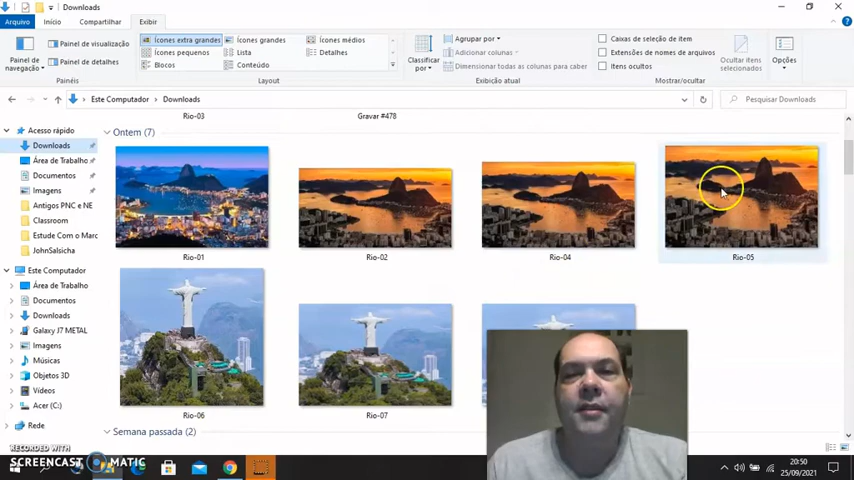 Downloads
Arquivo Início Compartilhar Exibir
Painel de navegação
Painel de visualização
Painel de detalhes
Painéis
Ícones extra grandes Ícones grandes Ícones médios
Ícones pequenos Lista Detalhes
Blocos Conteúdo
Layout
Classificar por
Agrupar por
Adicionar colunas
Dimensionar todas as colunas para caber
Exibição atual
Caixas de seleção de item
Extensões de nomes de arquivos
Itens ocultos
Ocultar itens selecionados
Mostrar/ocultar
Opções
Este Computador > Downloads
Pesquisar Downloads
Acesso rápido
Downloads
Área de Trabalho
Documentos
Imagens
Antigos PNC e NE
Classroom
Estude Com o Marc
JohnSalsicha
Este Computador
Área de Trabalho
Documentos
Downloads
Galaxy J7 METAL
Imagens
Músicas
Objetos 3D
Vídeos
Acer (C:)
Rede
Rio-03 Gravar #478
Ontem (7)
Rio-01 Rio-02 Rio-04 Rio-05
Rio-06 Rio-07
Semana passada (2)
RECORDED WITH
SCREENCAST MATIC
20:50
25/09/2021